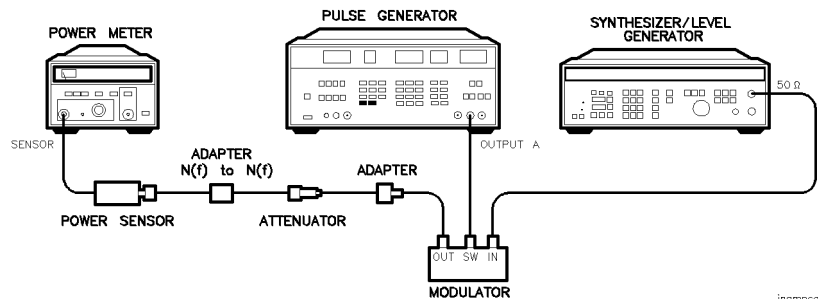 PULSE GENERATOR
POWER METER
SYNTHESIZER/LEVEL
GENERATOR
50 Ω
SENSOR
OUTPUT A
ADAPTER
N(f) to N(f)
ADAPTER
POWER SENSOR
ATTENUATOR
OUT SW IN
MODULATOR